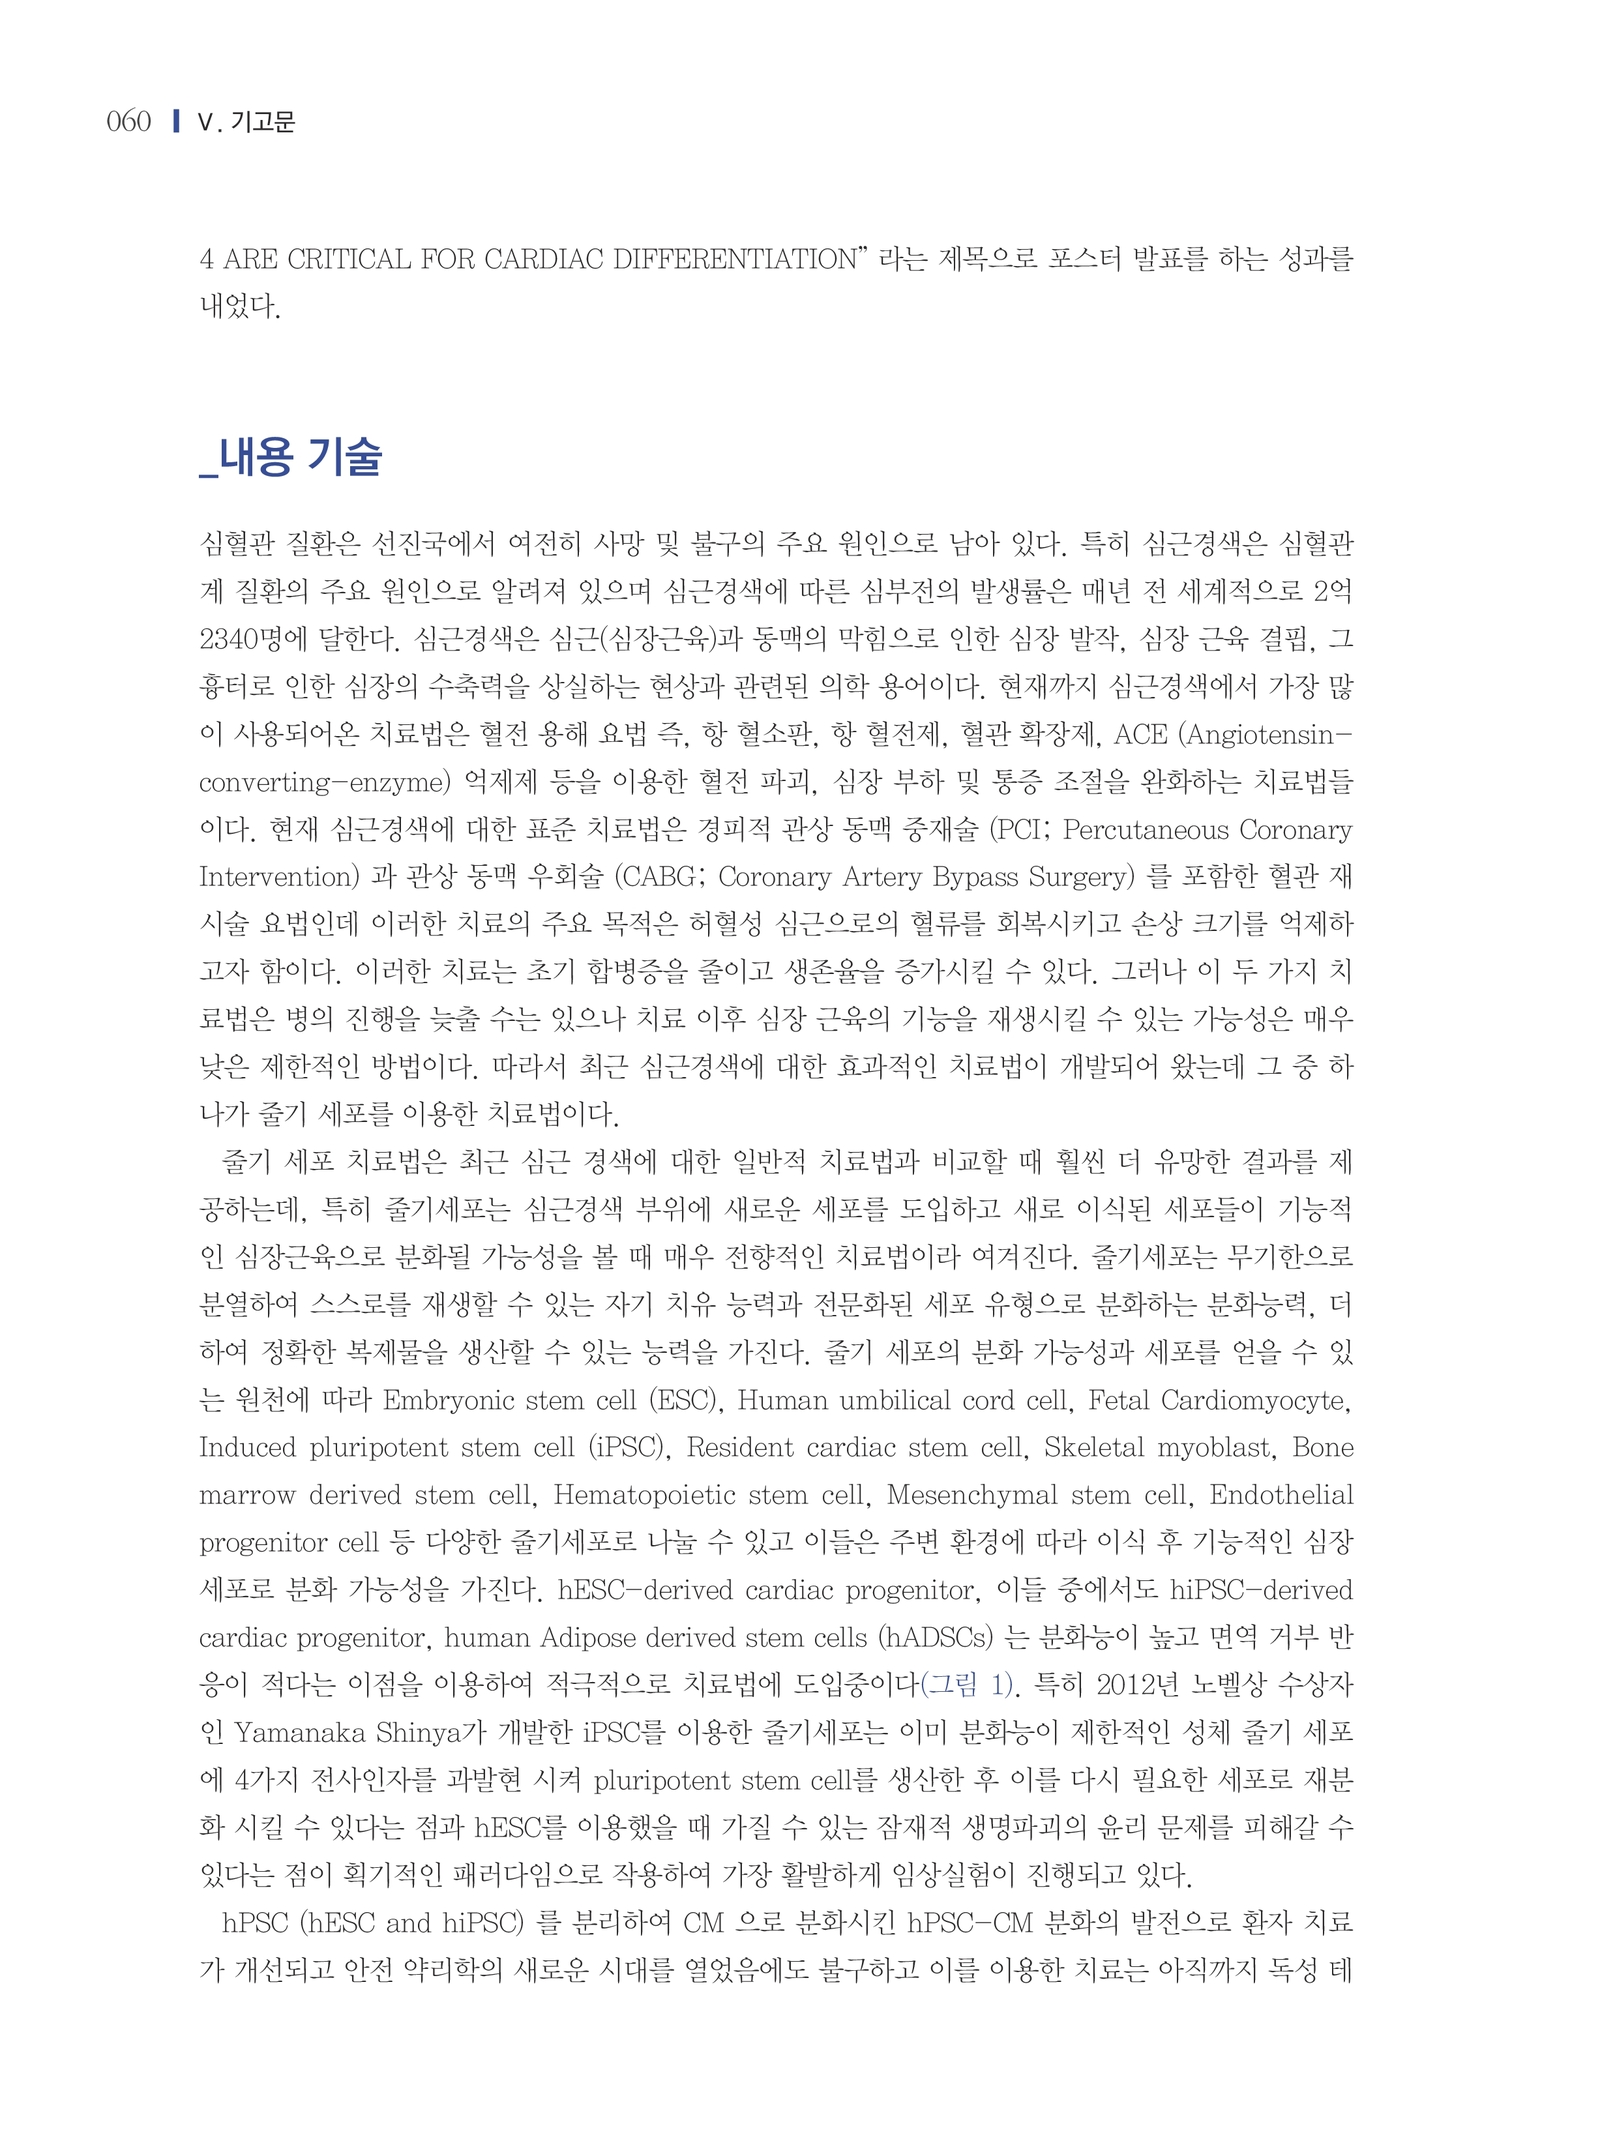 060 V. 기고문
4 ARE CRITICAL FOR CARDIAC DIFFERENTIATION” 라는 제목으로 포스터 발표를 하는 성과를
내었다.
_내용 기술
심혈관 질환은 선진국에서 여전히 사망 및 불구의 주요 원인으로 남아 있다. 특히 심근경색은 심혈관
계 질환의 주요 원인으로 알려져 있으며 심근경색에 따른 심부전의 발생률은 매년 전 세계적으로 2억
2340명에 달한다. 심근경색은 심근(심장근육)과 동맥의 막힘으로 인한 심장 발작, 심장 근육 결핍, 그
흉터로 인한 심장의 수축력을 상실하는 현상과 관련된 의학 용어이다. 현재까지 심근경색에서 가장 많
이 사용되어온 치료법은 혈전 용해 요법 즉, 항 혈소판, 항 혈전제, 혈관 확장제, ACE (Angiotensin-
converting-enzyme) 억제제 등을 이용한 혈전 파괴, 심장 부하 및 통증 조절을 완화하는 치료법들
이다. 현재 심근경색에 대한 표준 치료법은 경피적 관상 동맥 중재술 (PCI; Percutaneous Coronary
Intervention) 과 관상 동맥 우회술 (CABG; Coronary Artery Bypass Surgery) 를 포함한 혈관 재
시술 요법인데 이러한 치료의 주요 목적은 허혈성 심근으로의 혈류를 회복시키고 손상 크기를 억제하
고자 함이다. 이러한 치료는 초기 합병증을 줄이고 생존율을 증가시킬 수 있다. 그러나 이 두 가지 치
료법은 병의 진행을 늦출 수는 있으나 치료 이후 심장 근육의 기능을 재생시킬 수 있는 가능성은 매우
낮은 제한적인 방법이다. 따라서 최근 심근경색에 대한 효과적인 치료법이 개발되어 왔는데 그 중 하
나가 줄기 세포를 이용한 치료법이다.
줄기 세포 치료법은 최근 심근 경색에 대한 일반적 치료법과 비교할 때 훨씬 더 유망한 결과를 제
공하는데, 특히 줄기세포는 심근경색 부위에 새로운 세포를 도입하고 새로 이식된 세포들이 기능적
인 심장근육으로 분화될 가능성을 볼 때 매우 전향적인 치료법이라 여겨진다. 줄기세포는 무기한으로
분열하여 스스로를 재생할 수 있는 자기 치유 능력과 전문화된 세포 유형으로 분화하는 분화능력, 더
하여 정확한 복제물을 생산할 수 있는 능력을 가진다. 줄기 세포의 분화 가능성과 세포를 얻을 수 있
는 원천에 따라 Embryonic stem cell (ESC), Human umbilical cord cell, Fetal Cardiomyocyte,
Induced pluripotent stem cell (iPSC), Resident cardiac stem cell, Skeletal myoblast, Bone
marrow derived stem cell, Hematopoietic stem cell, Mesenchymal stem cell, Endothelial
progenitor cell 등 다양한 줄기세포로 나눌 수 있고 이들은 주변 환경에 따라 이식 후 기능적인 심장
세포로 분화 가능성을 가진다. hESC-derived cardiac progenitor, 이들 중에서도 hiPSC-derived
cardiac progenitor, human Adipose derived stem cells (hADSCs) 는 분화능이 높고 면역 거부 반
응이 적다는 이점을 이용하여 적극적으로 치료법에 도입중이다(그림 1). 특히 2012년 노벨상 수상자
인 Yamanaka Shinya가 개발한 iPSC를 이용한 줄기세포는 이미 분화능이 제한적인 성체 줄기 세포
에 4가지 전사인자를 과발현 시켜 pluripotent stem cell를 생산한 후 이를 다시 필요한 세포로 재분
화 시킬 수 있다는 점과 hESC를 이용했을 때 가질 수 있는 잠재적 생명파괴의 윤리 문제를 피해갈 수
있다는 점이 획기적인 패러다임으로 작용하여 가장 활발하게 임상실험이 진행되고 있다.
hPSC (hESC and hiPSC) 를 분리하여 CM 으로 분화시킨 hPSC-CM 분화의 발전으로 환자 치료
가 개선되고 안전 약리학의 새로운 시대를 열었음에도 불구하고 이를 이용한 치료는 아직까지 독성 테